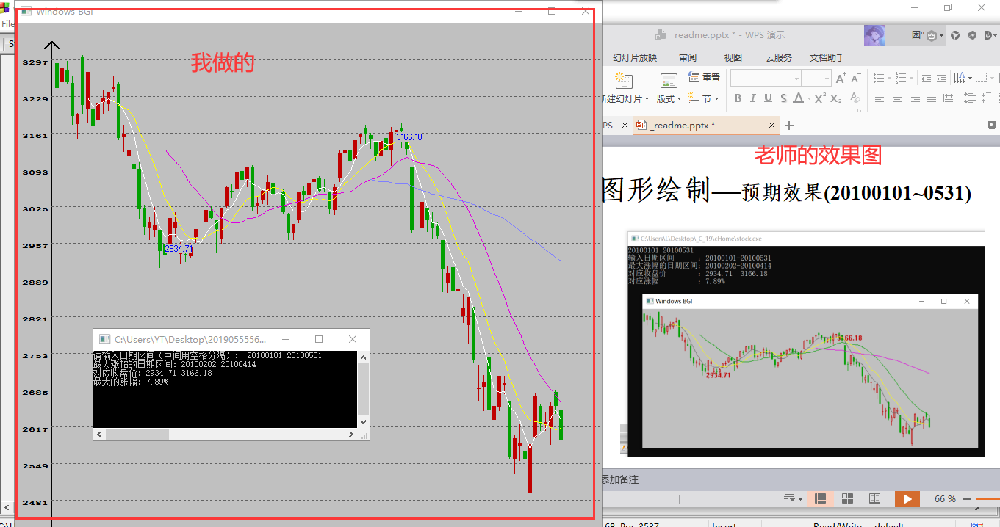 Windows BGI
File
S
我做的
3297
3229
3161
3093
3025
2957
2889
2821
2753
2685
2617
2549
2481
3166.18
2934.71
C:\Users\YT\Desktop\2019055556...
请输入日期区间（中间用空格分隔）： 20100101 20100531
最大涨幅的日期区间：20100202 20100414
对应收盘价：2934.71 3166.18
最大的涨幅：7.89%
_readme.pptx * - WPS 演示
困°
幻灯片放映 审阅 视图 云服务 文档助手
新建幻灯片 版式 节 重置
B I U S A X² X₂
PS _readme.pptx *
老师的效果图
图形绘制—预期效果(20100101~0531)
C:\Users\L\Desktop\_C_19\cHome\stock.exe
20100101 20100531
输入日期区间 ：20100101-20100531
最大涨幅的日期区间：20100202-20100414
对应收盘价 ：2934.71 3166.18
对应涨幅 ：7.89%
Windows BGI
3166.18
2934.71
添加备注
66 %
68, Pos 3537 Insert Read/Write default